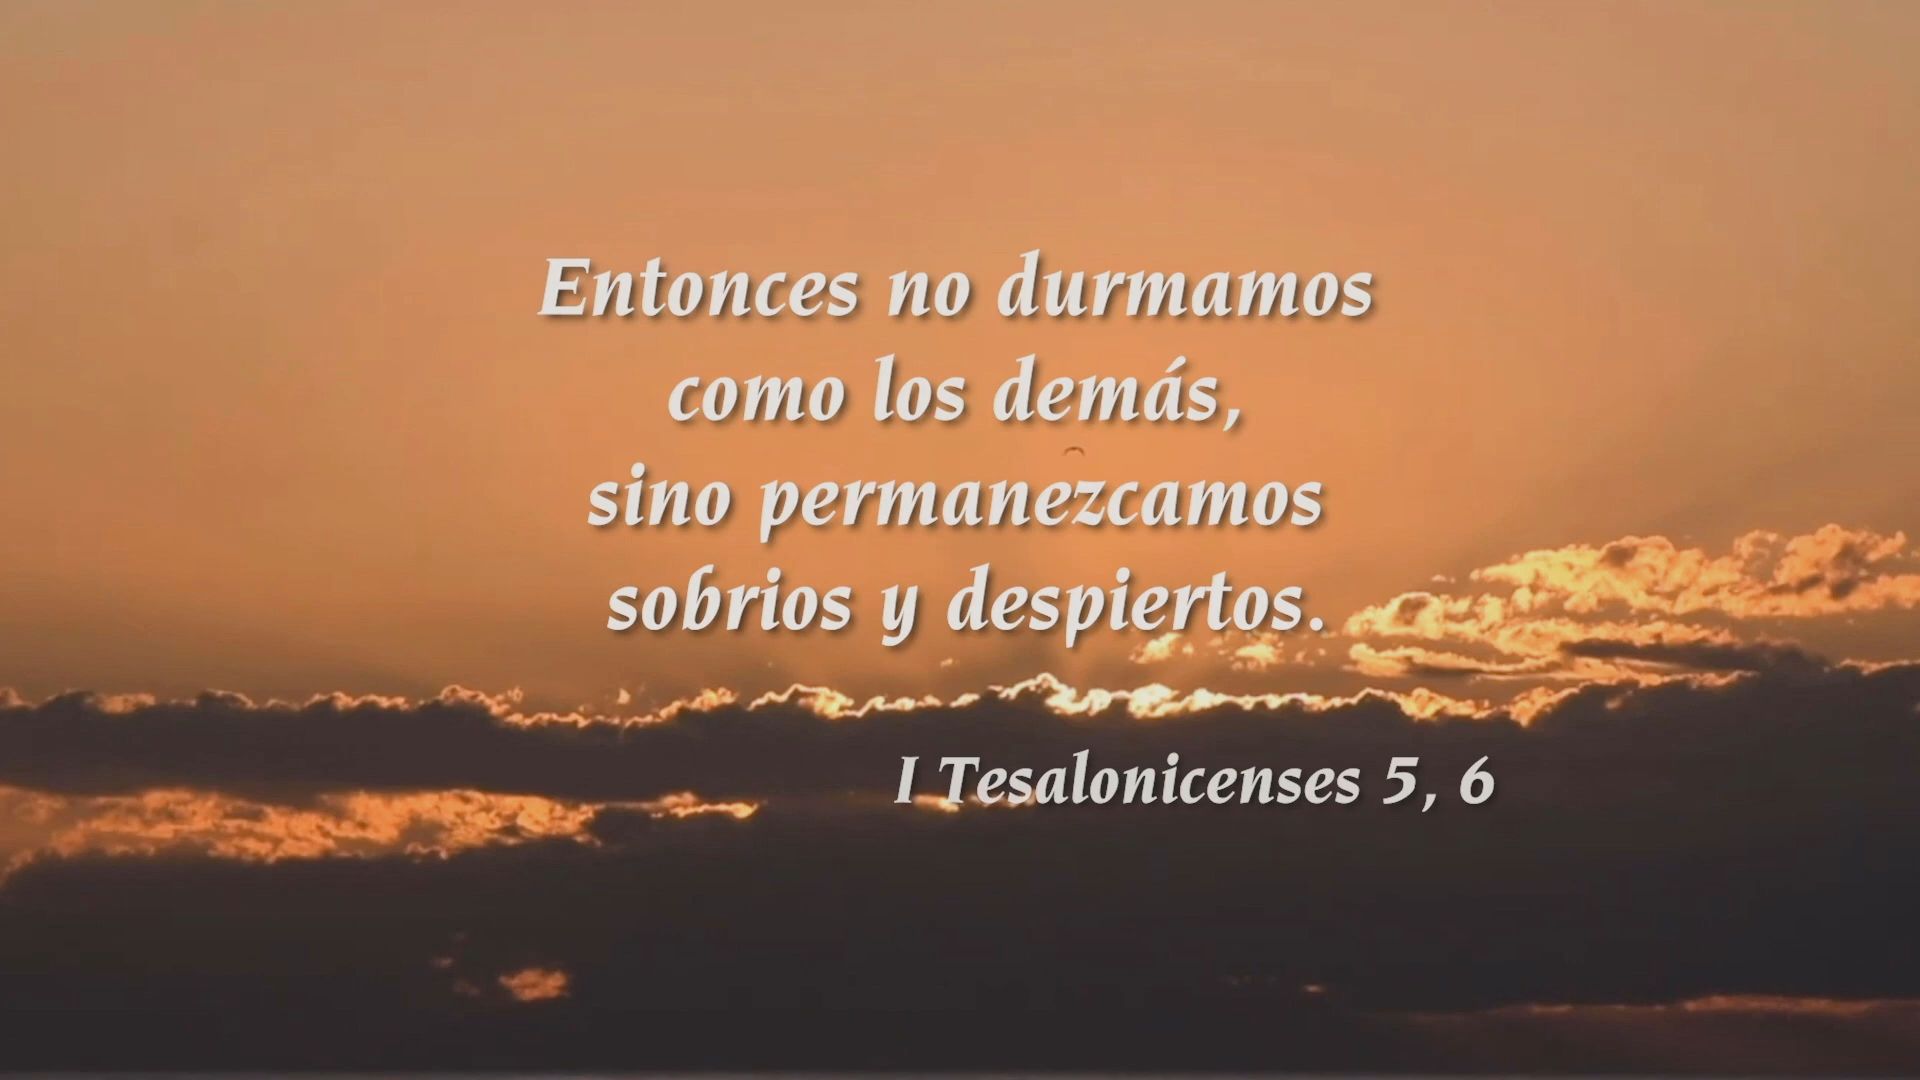 Entonces no durmamos
como los demás,
sino permanezcamos
sobrios y despiertos.
I Tesalonicenses 5, 6